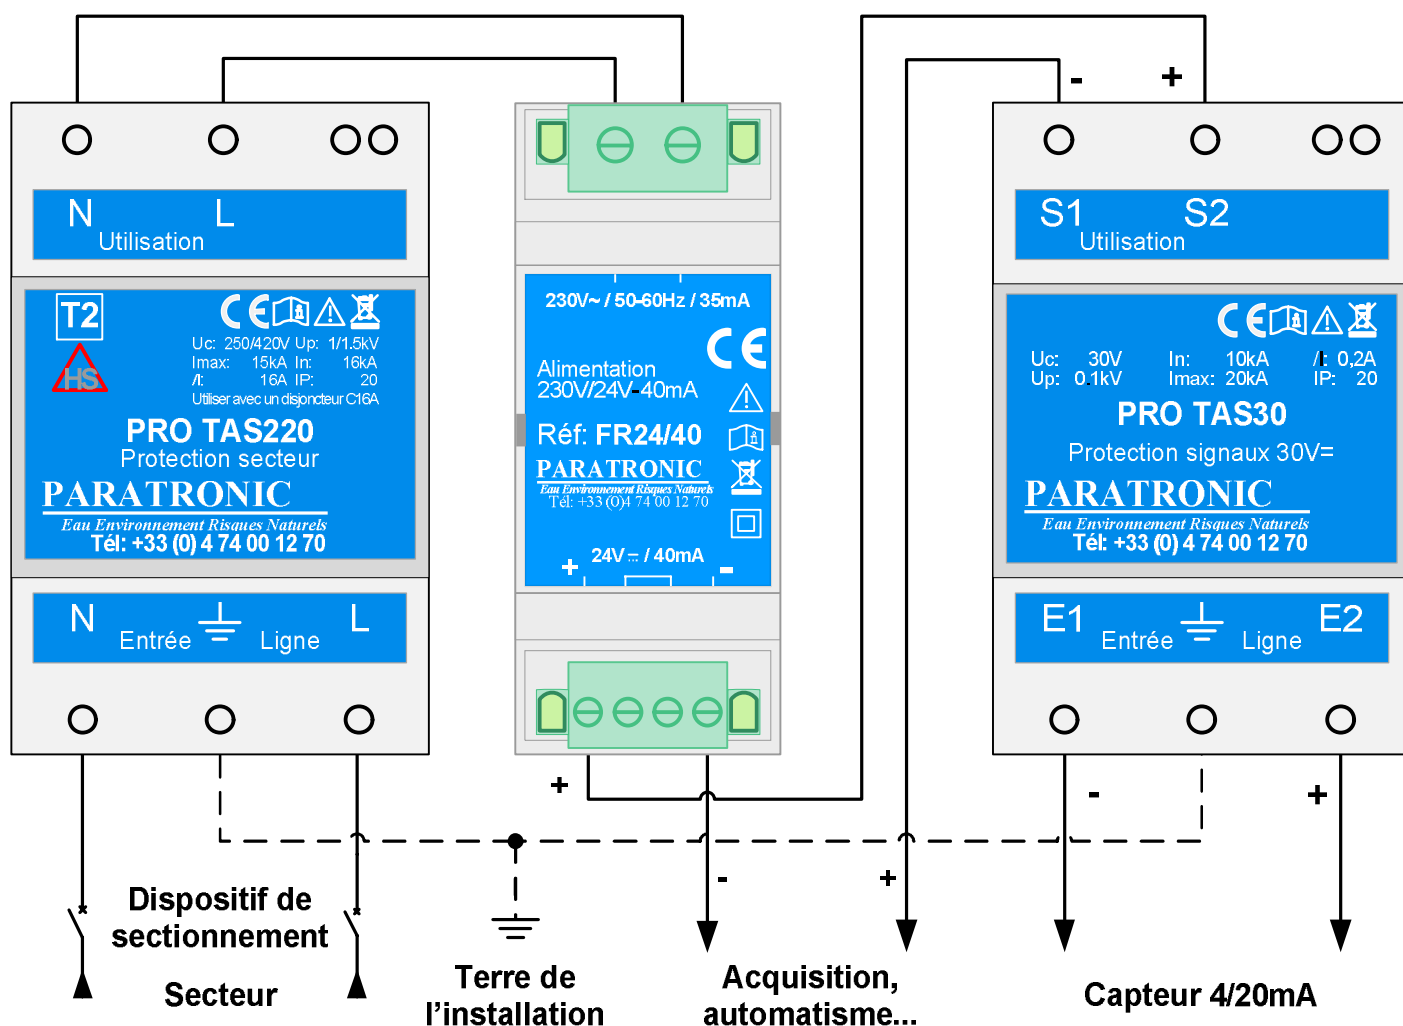 - +
N L
Utilisation
T2
HS
CE
Uc: 250/420V Up: 1/1.5kV
Imax: 15kA In: 16kA
/I: 16A IP: 20
Utiliser avec un disjoncteur C16A
PRO TAS220
Protection secteur
PARATRONIC
Eau Environnement Risques Naturels
Tél: +33 (0) 4 74 00 12 70
N Entrée Ligne L
230V~ / 50-60Hz / 35mA
CE
Alimentation
230V/24V-40mA
Réf: FR24/40
PARATRONIC
Eau Environnement Risques Naturels
Tél: +33 (0)4 74 00 12 70
24V⎓ / 40mA
+ -
S1 S2
Utilisation
CE
Uc: 30V In: 10kA /I: 0,2A
Up: 0.1kV Imax: 20kA IP: 20
PRO TAS30
Protection signaux 30V=
PARATRONIC
Eau Environnement Risques Naturels
Tél: +33 (0) 4 74 00 12 70
E1 Entrée Ligne E2
+
- +
- +
Dispositif de
sectionnement
Secteur
Terre de
l'installation
Acquisition,
automatisme...
Capteur 4/20mA